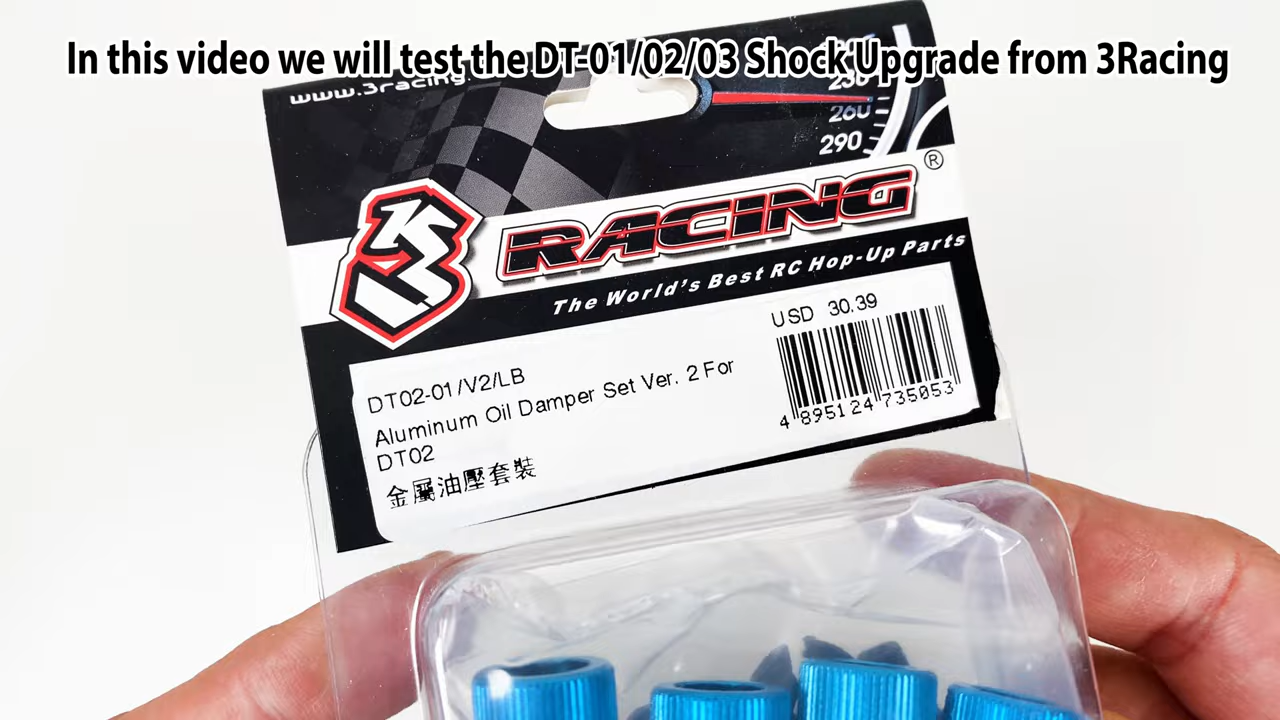 In this video we will test the DT-01/02/03 Shock Upgrade from 3Racing
www.3racing.
230
260
290
3
RACING®
The World's Best RC Hop-Up Parts
USD 30.39
DT02-01/V2/LB
Aluminum Oil Damper Set Ver. 2 For
DT02
金屬油壓套裝
4 895124 735053